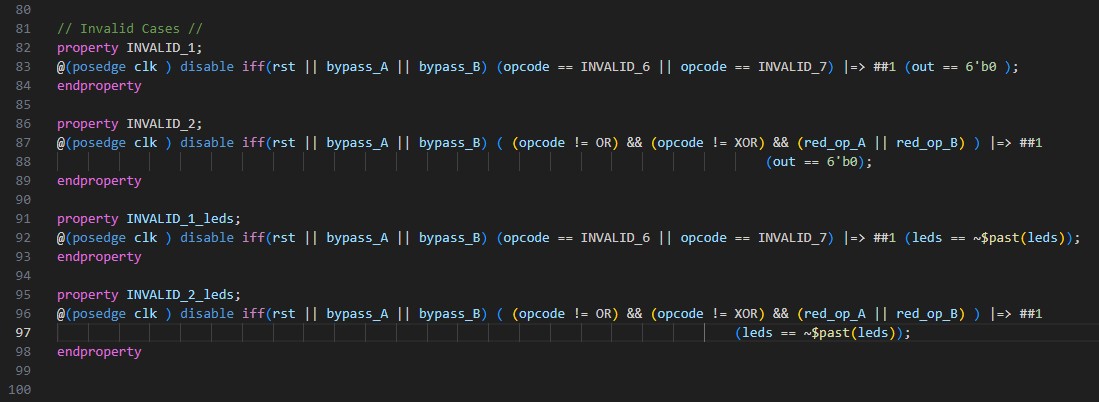 80
81 // Invalid Cases //
82 property INVALID_1;
83 @(posedge clk ) disable iff(rst || bypass_A || bypass_B) (opcode == INVALID_6 || opcode == INVALID_7) |=> ##1 (out == 6'b0 );
84 endproperty
85
86 property INVALID_2;
87 @(posedge clk ) disable iff(rst || bypass_A || bypass_B) ( (opcode != OR) && (opcode != XOR) && (red_op_A || red_op_B) ) |=> ##1
88 (out == 6'b0);
89 endproperty
90
91 property INVALID_1_leds;
92 @(posedge clk ) disable iff(rst || bypass_A || bypass_B) (opcode == INVALID_6 || opcode == INVALID_7) |=> ##1 (leds == ~$past(leds));
93 endproperty
94
95 property INVALID_2_leds;
96 @(posedge clk ) disable iff(rst || bypass_A || bypass_B) ( (opcode != OR) && (opcode != XOR) && (red_op_A || red_op_B) ) |=> ##1
97 (leds == ~$past(leds));
98 endproperty
99
100